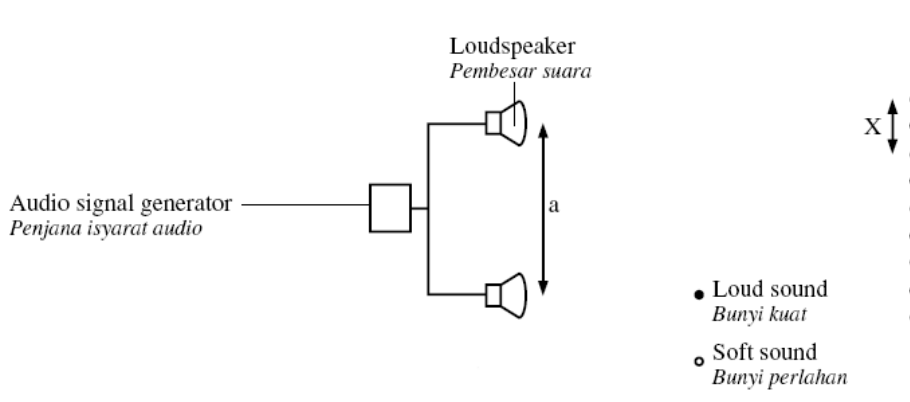 Loudspeaker
Pembesar suara
X
Audio signal generator
Penjana isyarat audio
a
Loud sound
Bunyi kuat
Soft sound
Bunyi perlahan